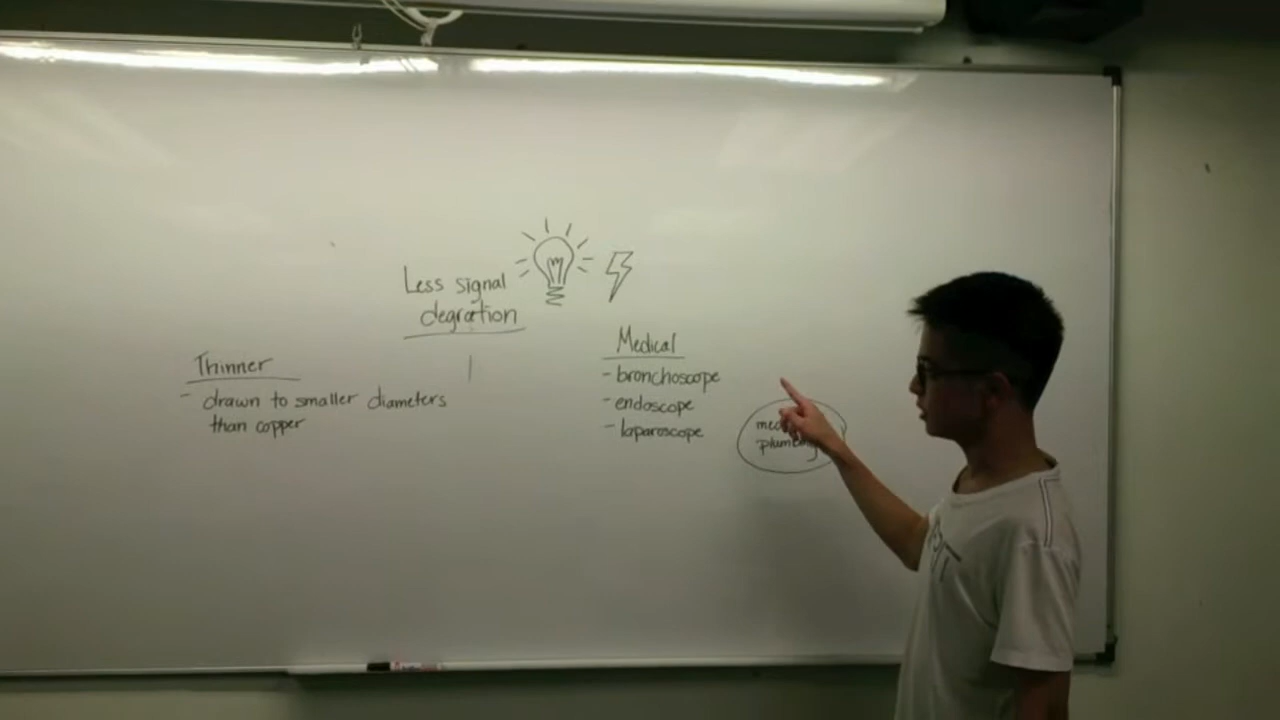 Less signal
degration
Thinner
- drawn to smaller diameters
than copper
Medical
- bronchoscope
- endoscope
- laparoscope